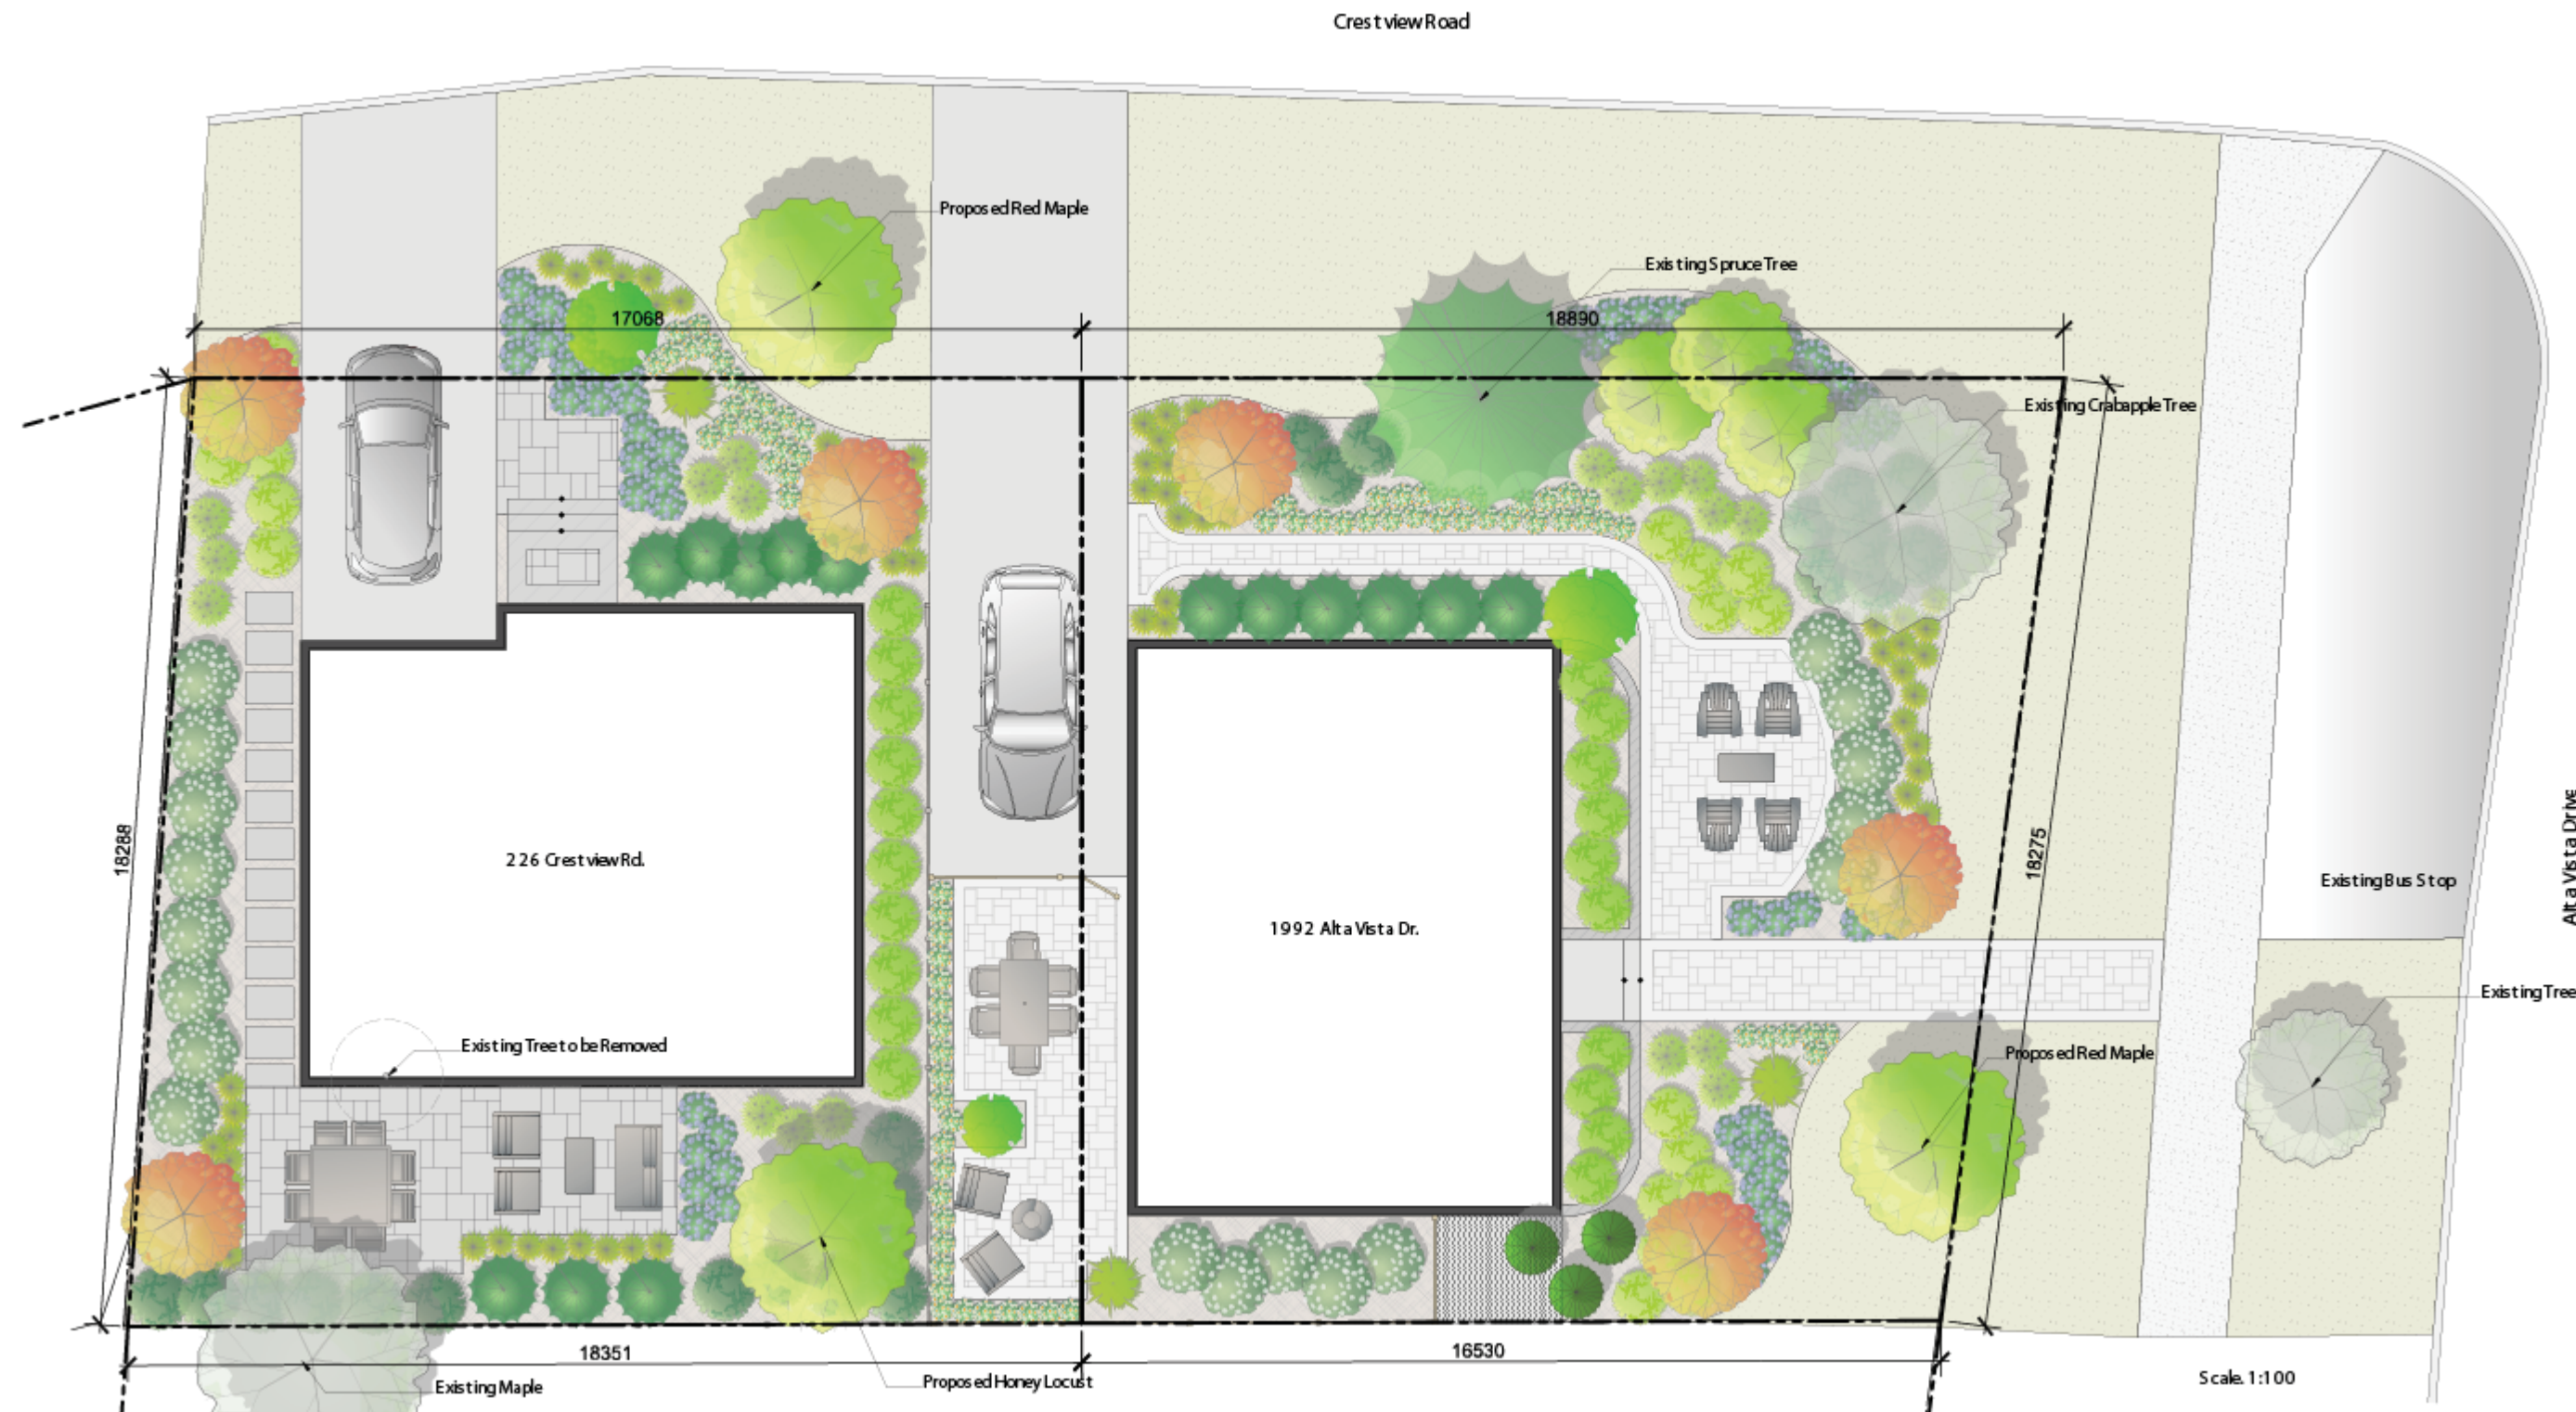 Crestview Road
Proposed Red Maple
Existing Spruce Tree
17068
18890
Existing Crabapple Tree
18288
226 Crestview Rd.
18275
Existing Bus Stop
Alta Vista Drive
1992 Alta Vista Dr.
Existing Tree
Existing Tree to be Removed
Proposed Red Maple
18351
16530
Existing Maple
Proposed Honey Locust
Scale. 1:100